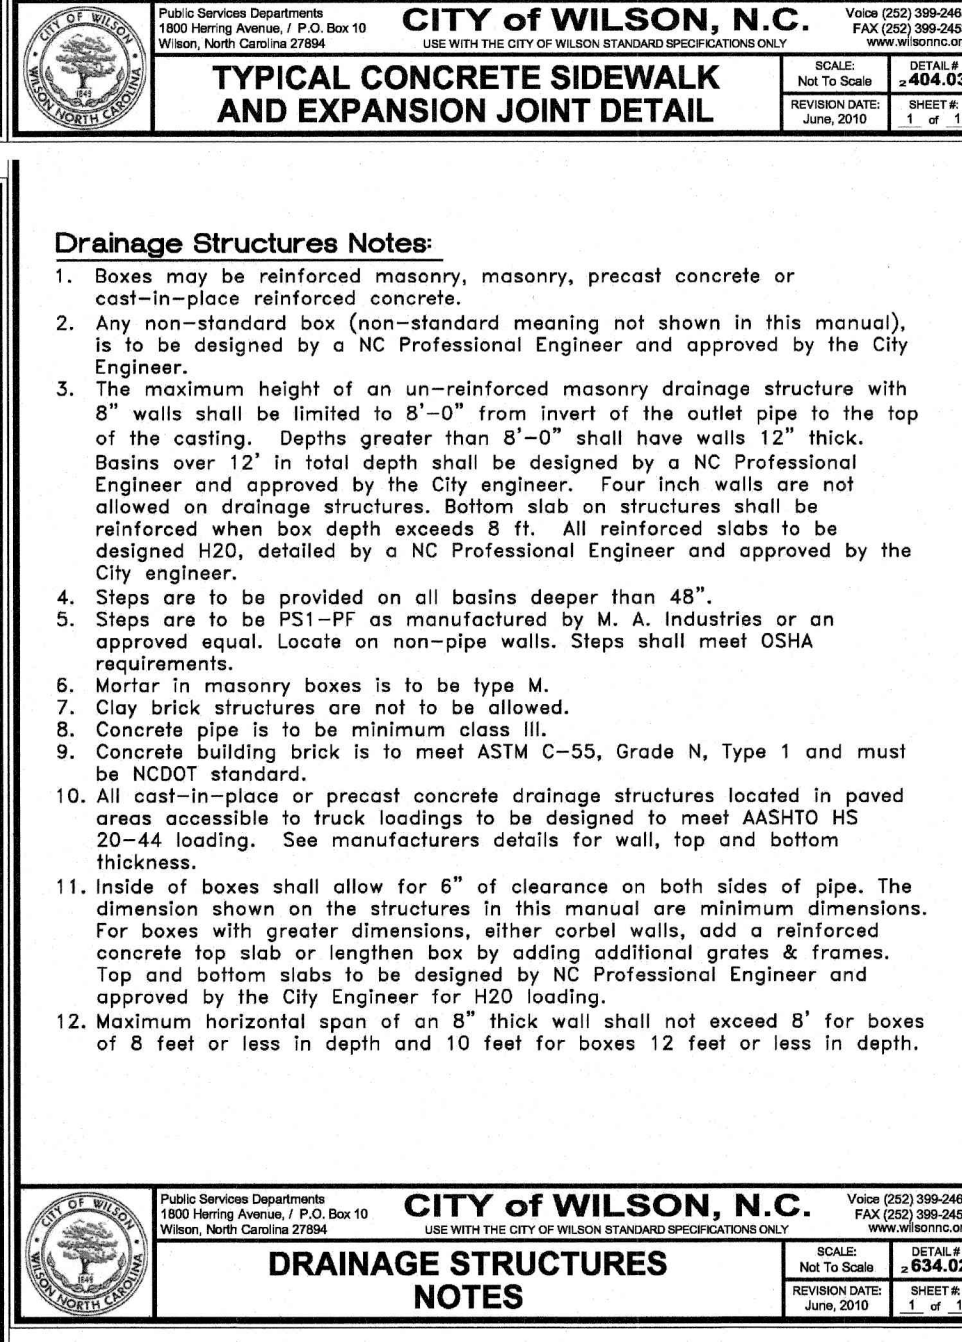 Public Services Departments
1800 Herring Avenue, / P.O. Box 10
Wilson, North Carolina 27894
CITY of WILSON, N.C.
USE WITH THE CITY OF WILSON STANDARD SPECIFICATIONS ONLY
Voice (252) 399-246
FAX (252) 399-245
www.wilsonnc.or
CITY OF WILSON
1849
NORTH CAROLINA
TYPICAL CONCRETE SIDEWALK
AND EXPANSION JOINT DETAIL
SCALE:
Not To Scale
DETAIL#
2404.03
REVISION DATE:
June, 2010
SHEET#:
1 of 1
Drainage Structures Notes:
1. Boxes may be reinforced masonry, masonry, precast concrete or
cast-in-place reinforced concrete.
2. Any non-standard box (non-standard meaning not shown in this manual),
is to be designed by a NC Professional Engineer and approved by the City
Engineer.
3. The maximum height of an un-reinforced masonry drainage structure with
8" walls shall be limited to 8'-0" from invert of the outlet pipe to the top
of the casting. Depths greater than 8'-0" shall have walls 12" thick.
Basins over 12' in total depth shall be designed by a NC Professional
Engineer and approved by the City engineer. Four inch walls are not
allowed on drainage structures. Bottom slab on structures shall be
reinforced when box depth exceeds 8 ft. All reinforced slabs to be
designed H20, detailed by a NC Professional Engineer and approved by the
City engineer.
4. Steps are to be provided on all basins deeper than 48".
5. Steps are to be PS1-PF as manufactured by M. A. Industries or an
approved equal. Locate on non-pipe walls. Steps shall meet OSHA
requirements.
6. Mortar in masonry boxes is to be type M.
7. Clay brick structures are not to be allowed.
8. Concrete pipe is to be minimum class III.
9. Concrete building brick is to meet ASTM C-55, Grade N, Type 1 and must
be NCDOT standard.
10. All cast-in-place or precast concrete drainage structures located in paved
areas accessible to truck loadings to be designed to meet AASHTO HS
20-44 loading. See manufacturers details for wall, top and bottom
thickness.
11. Inside of boxes shall allow for 6" of clearance on both sides of pipe. The
dimension shown on the structures in this manual are minimum dimensions.
For boxes with greater dimensions, either corbel walls, add a reinforced
concrete top slab or lengthen box by adding additional grates & frames.
Top and bottom slabs to be designed by NC Professional Engineer and
approved by the City Engineer for H20 loading.
12. Maximum horizontal span of an 8" thick wall shall not exceed 8' for boxes
of 8 feet or less in depth and 10 feet for boxes 12 feet or less in depth.
Public Services Departments
1800 Herring Avenue, / P.O. Box 10
Wilson, North Carolina 27894
CITY of WILSON, N.C.
USE WITH THE CITY OF WILSON STANDARD SPECIFICATIONS ONLY
Voice (252) 399-246
FAX (252) 399-245
www.wilsonnc.or
CITY OF WILSON
1849
NORTH CAROLINA
DRAINAGE STRUCTURES
NOTES
SCALE:
Not To Scale
DETAIL#
2634.02
REVISION DATE:
June, 2010
SHEET#:
1 of 1